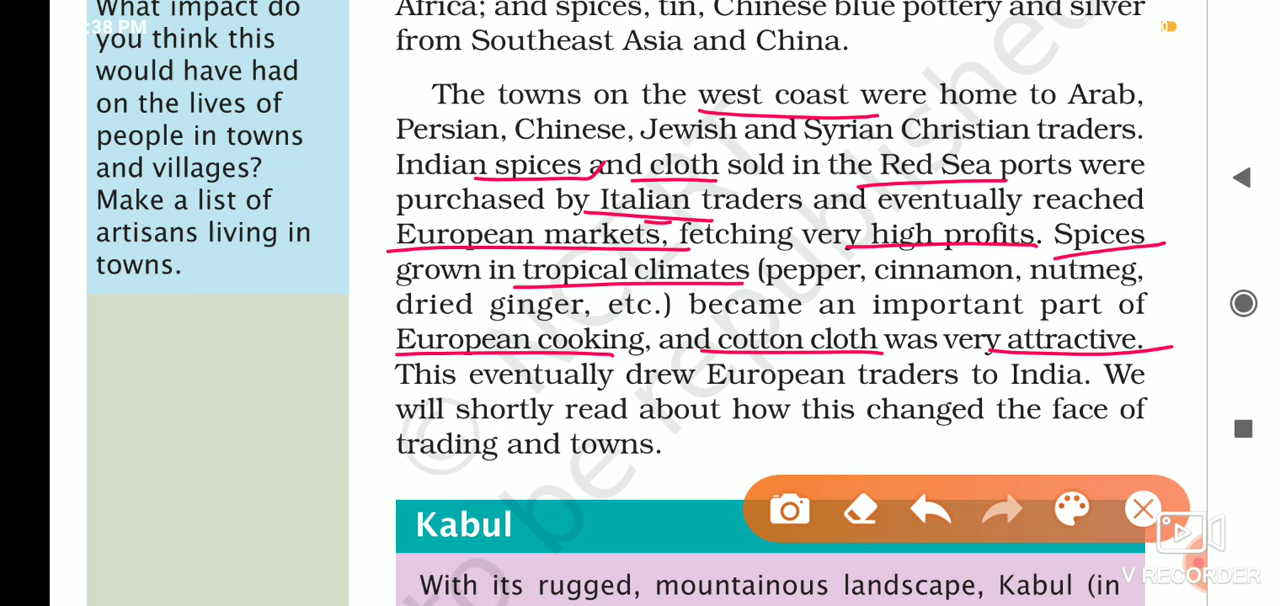 What impact do
you think this
would have had
on the lives of
people in towns
and villages?
Make a list of
artisans living in
towns.
:38 PM
Africa; and spices, tin, Chinese blue pottery and silver
from Southeast Asia and China.
The towns on the west coast were home to Arab,
Persian, Chinese, Jewish and Syrian Christian traders.
Indian spices and cloth sold in the Red Sea ports were
purchased by Italian traders and eventually reached
European markets, fetching very high profits. Spices
grown in tropical climates (pepper, cinnamon, nutmeg,
dried ginger, etc.) became an important part of
European cooking, and cotton cloth was very attractive.
This eventually drew European traders to India. We
will shortly read about how this changed the face of
trading and towns.
© NCERT
to be republished
Kabul
With its rugged, mountainous landscape, Kabul (in
V RECORDER